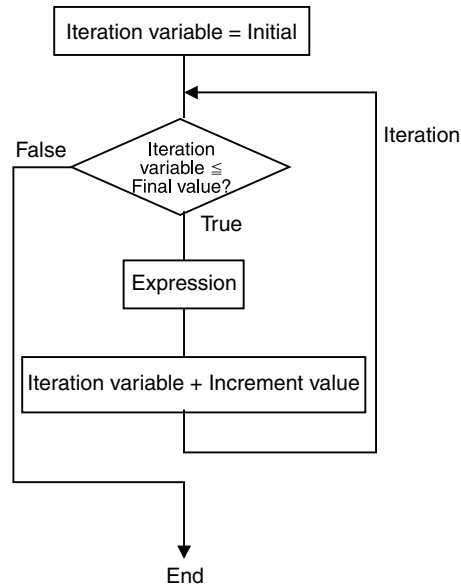 Iteration variable = Initial
Iteration
False
Iteration
variable ≦
Final value?
True
Expression
Iteration variable + Increment value
End